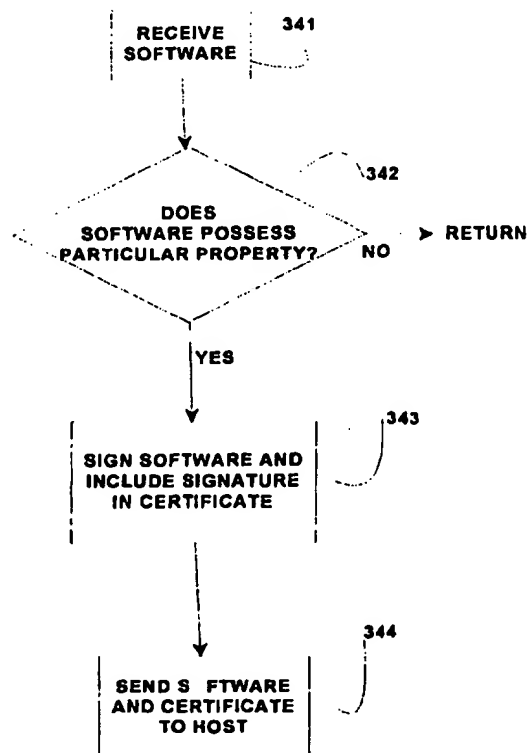 RECEIVE
SOFTWARE
341
342
DOES
SOFTWARE POSSESS
PARTICULAR PROPERTY?
NO
RETURN
YES
343
SIGN SOFTWARE AND
INCLUDE SIGNATURE
IN CERTIFICATE
344
SEND S FTWARE
AND CERTIFICATE
TO HOST